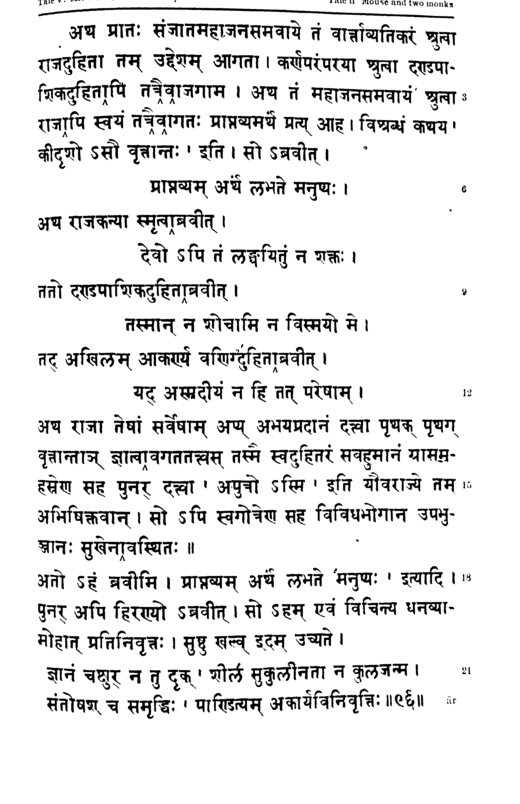 Tale II Mouse and two monks
अथ प्रातः संजातमहाजनसमवाये तं वार्त्ताव्यतिकरं श्रुत्वा
राजदुहिता तम् उद्देशम् आगता। कर्णपरंपरया श्रुत्वा दण्डपा-
शिकदुहितापि तत्रैवाजगाम। अथ तं महाजनसमवायं श्रुत्वा 3
राजापि स्वयं तत्रैवागतः प्राप्तव्यमर्थं प्रत्य् आह। विश्रब्धं कथय'
कीदृशो ऽसौ वृत्तान्तः' इति। सो ऽब्रवीत्।
प्राप्तव्यम् अर्थं लभते मनुष्यः। 6
अथ राजकन्या स्मृत्वाब्रवीत्।
देवो ऽपि तं लङ्घयितुं न शक्तः।
ततो दण्डपाशिकदुहिताब्रवीत्। 9
तस्मान् न शोचामि न विस्मयो मे।
तद् अखिलम् आकर्ण्य वणिग्दुहिताब्रवीत्।
यद् अस्मदीयं न हि तत् परेषाम्। 12
अथ राजा तेषां सर्वेषाम् अप्य् अभयप्रदानं दत्त्वा पृथक् पृथग्
वृत्तान्ताञ् ज्ञात्वावगततत्त्वस् तस्मै स्वदुहितरं सबहुमानं ग्रामस-
हस्रेण सह पुनर् दत्त्वा' अपुत्रो ऽस्मि' इति यौवराज्ये तम् 15
अभिषिक्तवान्। सो ऽपि स्वगोत्रेण सह विविधभोगान् उपभु-
ञ्जानः सुखेनावस्थितः॥
अतो ऽहं ब्रवीमि। प्राप्तव्यम् अर्थं लभते मनुष्यः' इत्यादि। 18
पुनर् अपि हिरण्यो ऽब्रवीत्। सो ऽहम् एवं विचिन्त्य धनव्या-
मोहात् प्रतिनिवृत्तः। सुष्ठु खल्व् इदम् उच्यते।
ज्ञानं चक्षुर् न तु दृक्' शीलं सुकुलीनता न कुलजन्म। 21
संतोषश् च समृद्धिः' पाण्डित्यम् अकार्यविनिवृत्तिः॥९६॥ ār